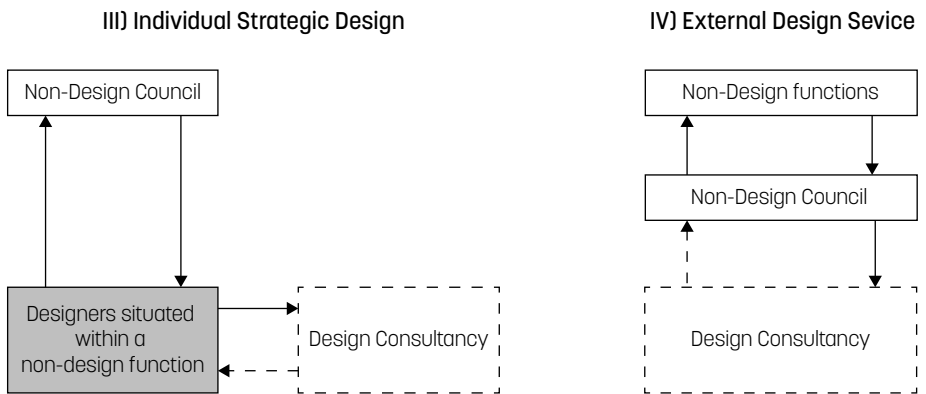 III) Individual Strategic Design
Non-Design Council
Designers situated
within a
non-design function
Design Consultancy
IV) External Design Sevice
Non-Design functions
Non-Design Council
Design Consultancy